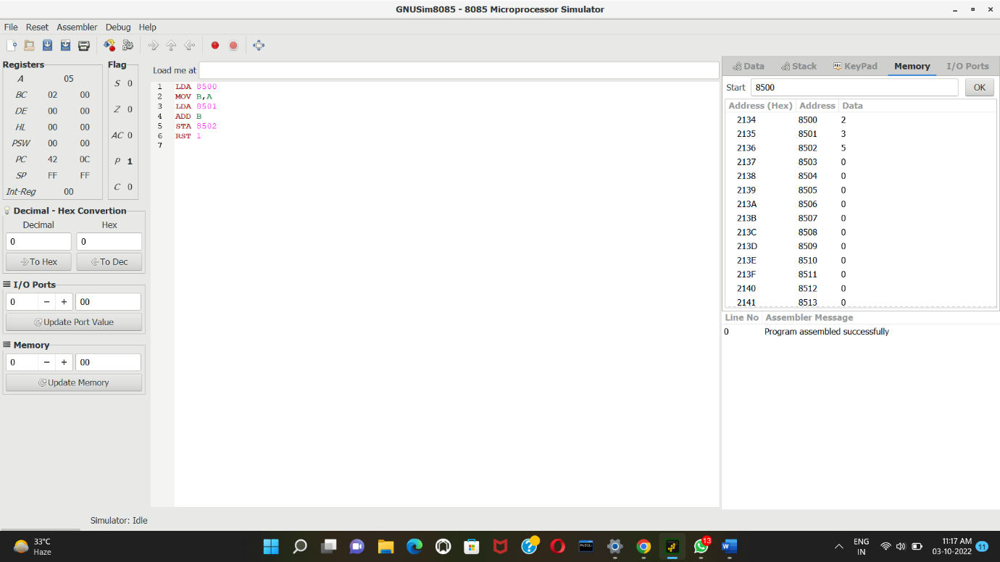 GNUSim8085 - 8085 Microprocessor Simulator
File Reset Assembler Debug Help
Registers
A 05
BC 02 00
DE 00 00
HL 00 00
PSW 00 00
PC 42 0C
SP FF FF
Int-Reg 00
Flag
S 0
Z 0
AC 0
P 1
C 0
Decimal - Hex Convertion
Decimal Hex
0 0
To Hex To Dec
I/O Ports
0 − + 00
Update Port Value
Memory
0 − + 00
Update Memory
Load me at
1 LDA 8500
2 MOV B,A
3 LDA 8501
4 ADD B
5 STA 8502
6 RST 1
7
Data Stack KeyPad Memory I/O Ports
Start 8500 OK
Address (Hex) Address Data
2134 8500 2
2135 8501 3
2136 8502 5
2137 8503 0
2138 8504 0
2139 8505 0
213A 8506 0
213B 8507 0
213C 8508 0
213D 8509 0
213E 8510 0
213F 8511 0
2140 8512 0
2141 8513 0
Line No Assembler Message
0 Program assembled successfully
Simulator: Idle
33°C
Haze
13
ENG
IN
11:17 AM
03-10-2022
11